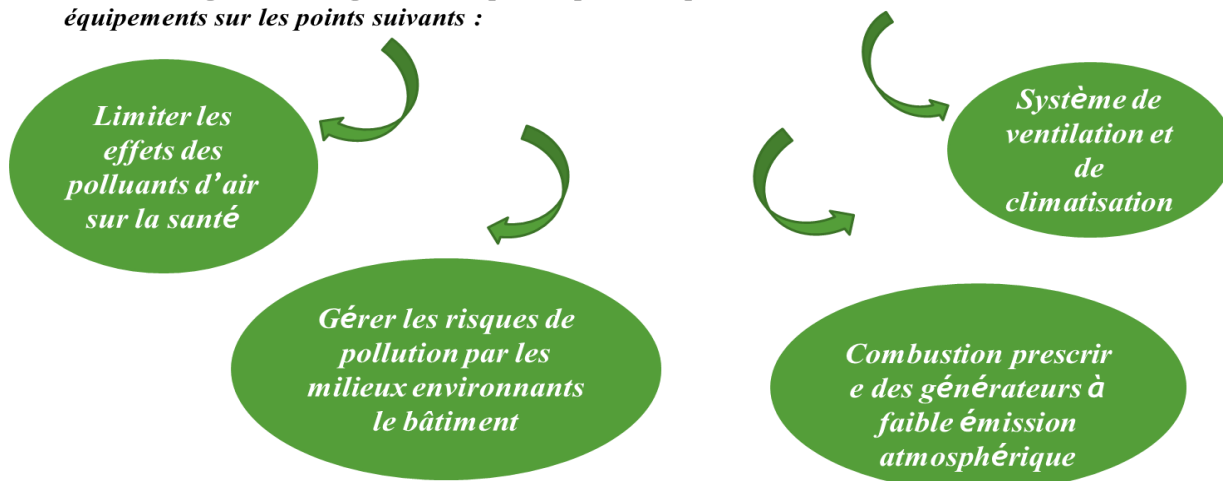 équipements sur les points suivants :
Limiter les
effets des
polluants d’air
sur la santé
Gérer les risques de
pollution par les
milieux environnants
le bâtiment
Combustion prescrir
e des générateurs à
faible émission
atmosphérique
Système de
ventilation et
de
climatisation